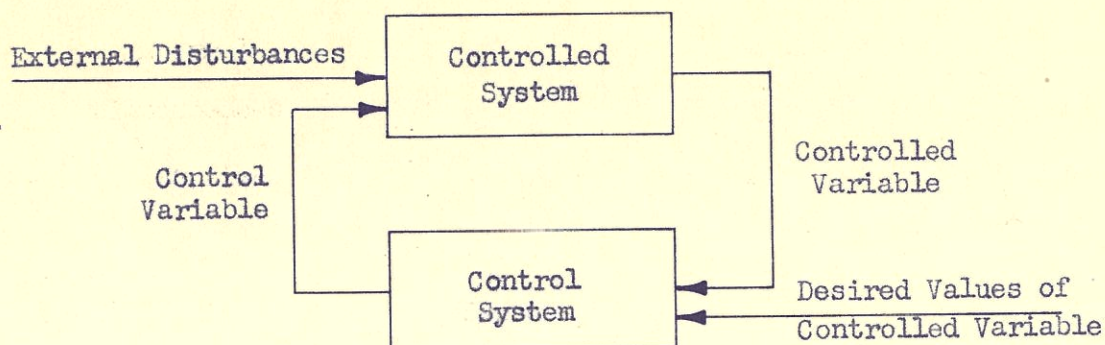 External Disturbances
Controlled
System
Control
Variable
Controlled
Variable
Control
System
Desired Values of
Controlled Variable